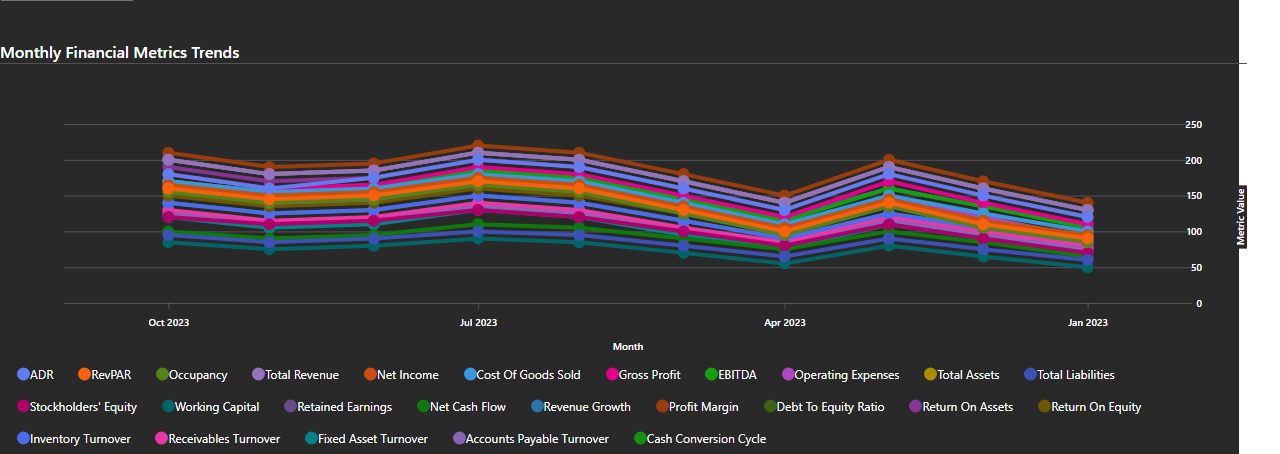 Monthly Financial Metrics Trends
250
200
150
100
50
0
Metric Value
Oct 2023 Jul 2023 Apr 2023 Jan 2023
Month
ADR RevPAR Occupancy Total Revenue Net Income Cost Of Goods Sold Gross Profit EBITDA Operating Expenses Total Assets Total Liabilities
Stockholders' Equity Working Capital Retained Earnings Net Cash Flow Revenue Growth Profit Margin Debt To Equity Ratio Return On Assets Return On Equity
Inventory Turnover Receivables Turnover Fixed Asset Turnover Accounts Payable Turnover Cash Conversion Cycle